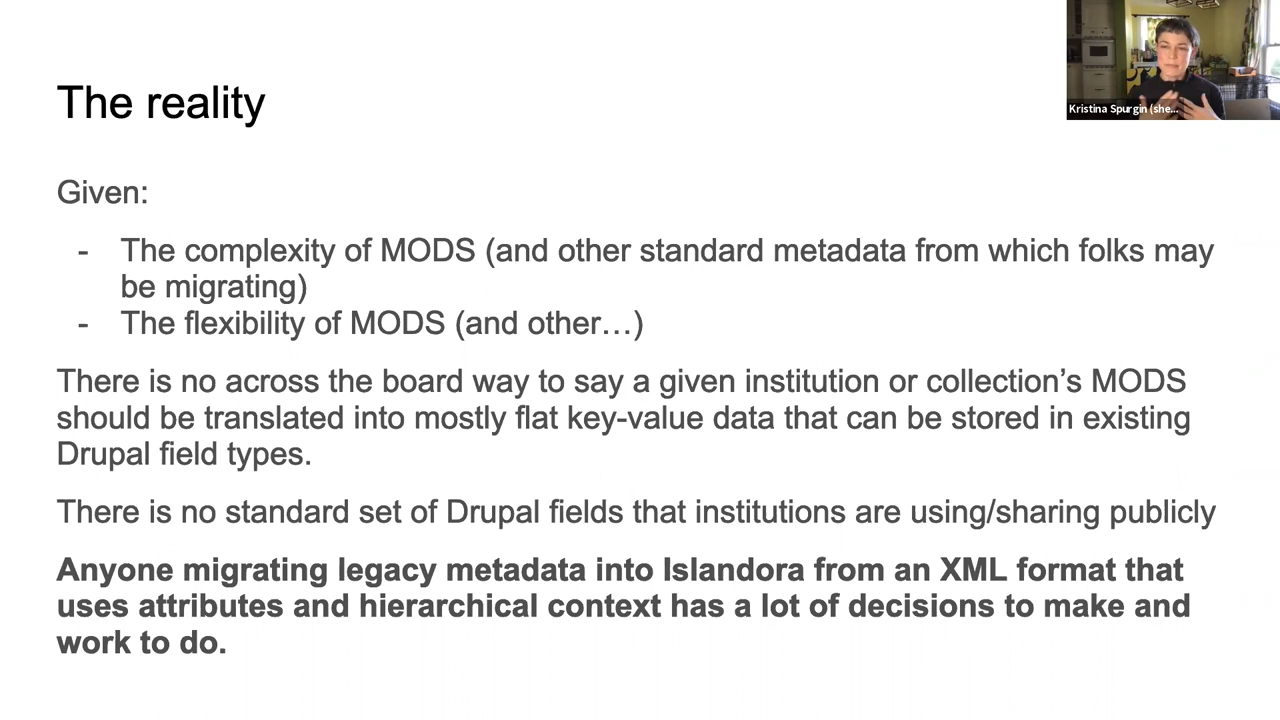 The reality
Kristina Spurgin (she...
Given:
- The complexity of MODS (and other standard metadata from which folks may
be migrating)
- The flexibility of MODS (and other…)
There is no across the board way to say a given institution or collection’s MODS
should be translated into mostly flat key-value data that can be stored in existing
Drupal field types.
There is no standard set of Drupal fields that institutions are using/sharing publicly
Anyone migrating legacy metadata into Islandora from an XML format that
uses attributes and hierarchical context has a lot of decisions to make and
work to do.